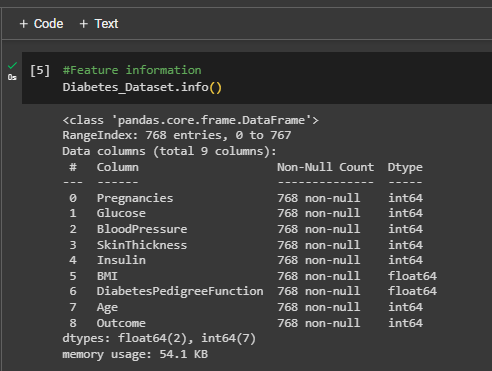 + Code + Text
[5] #Feature information
0s Diabetes_Dataset.info()
<class 'pandas.core.frame.DataFrame'>
RangeIndex: 768 entries, 0 to 767
Data columns (total 9 columns):
 #   Column                    Non-Null Count  Dtype
---  ------                    --------------  -----
 0   Pregnancies               768 non-null    int64
 1   Glucose                   768 non-null    int64
 2   BloodPressure             768 non-null    int64
 3   SkinThickness             768 non-null    int64
 4   Insulin                   768 non-null    int64
 5   BMI                       768 non-null    float64
 6   DiabetesPedigreeFunction  768 non-null    float64
 7   Age                       768 non-null    int64
 8   Outcome                   768 non-null    int64
dtypes: float64(2), int64(7)
memory usage: 54.1 KB